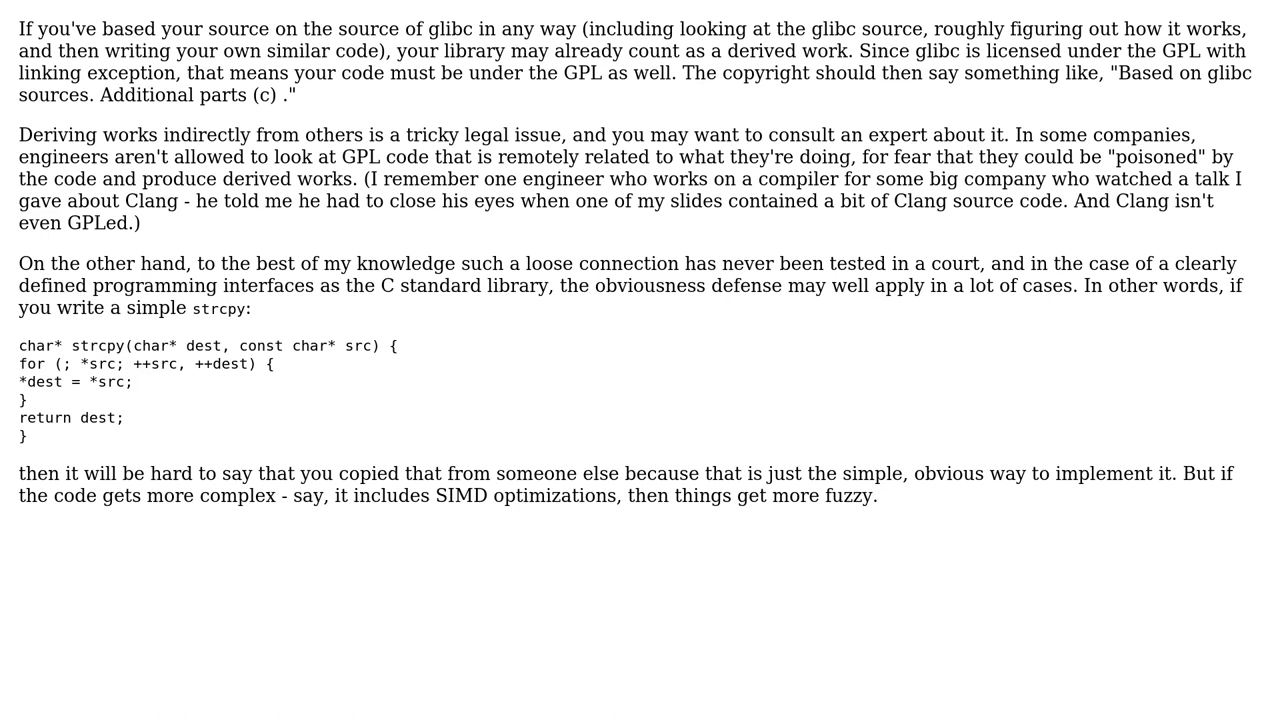 If you've based your source on the source of glibc in any way (including looking at the glibc source, roughly figuring out how it works,
and then writing your own similar code), your library may already count as a derived work. Since glibc is licensed under the GPL with
linking exception, that means your code must be under the GPL as well. The copyright should then say something like, "Based on glibc
sources. Additional parts (c) ."
Deriving works indirectly from others is a tricky legal issue, and you may want to consult an expert about it. In some companies,
engineers aren't allowed to look at GPL code that is remotely related to what they're doing, for fear that they could be "poisoned" by
the code and produce derived works. (I remember one engineer who works on a compiler for some big company who watched a talk I
gave about Clang - he told me he had to close his eyes when one of my slides contained a bit of Clang source code. And Clang isn't
even GPLed.)
On the other hand, to the best of my knowledge such a loose connection has never been tested in a court, and in the case of a clearly
defined programming interfaces as the C standard library, the obviousness defense may well apply in a lot of cases. In other words, if
you write a simple strcpy:
char* strcpy(char* dest, const char* src) {
for (; *src; ++src, ++dest) {
*dest = *src;
}
return dest;
}
then it will be hard to say that you copied that from someone else because that is just the simple, obvious way to implement it. But if
the code gets more complex - say, it includes SIMD optimizations, then things get more fuzzy.